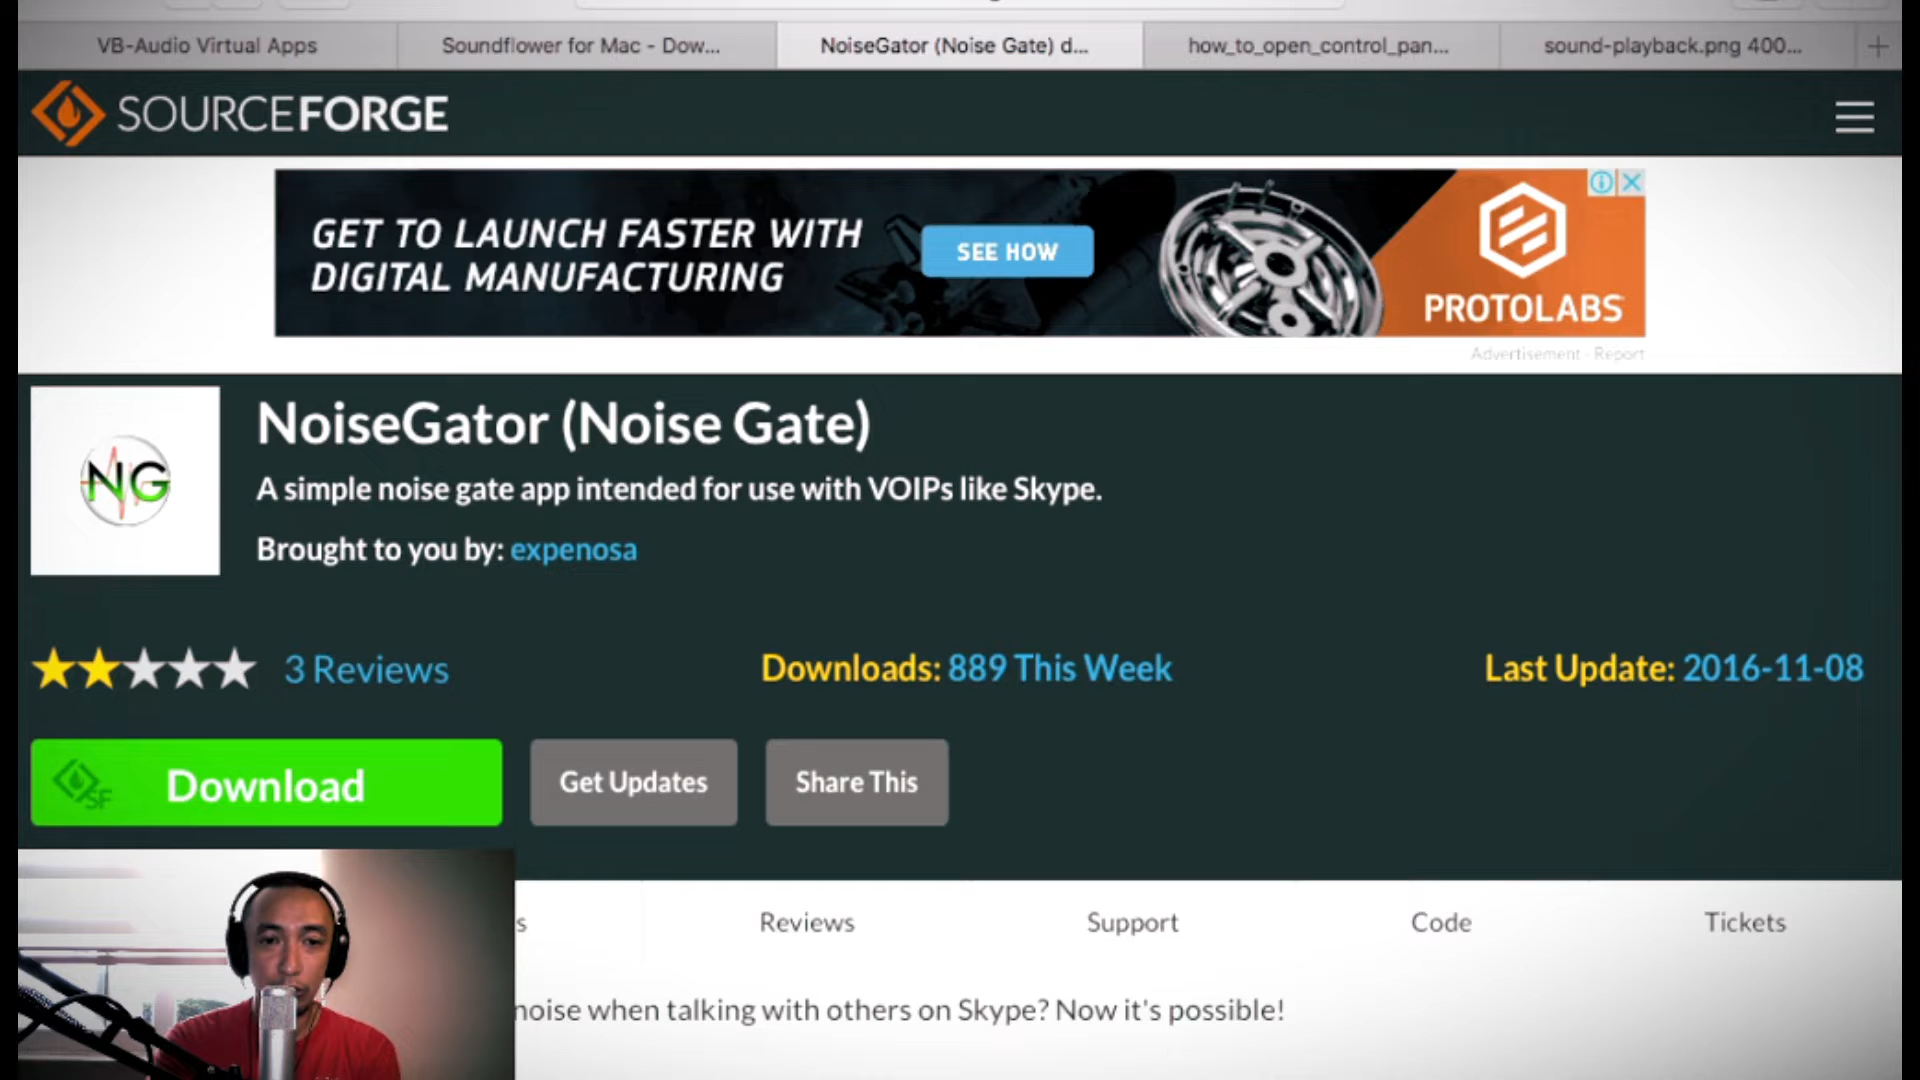 VB-Audio Virtual Apps
Soundflower for Mac - Dow...
NoiseGator (Noise Gate) d...
how_to_open_control_pan...
sound-playback.png 400...
SOURCEFORGE
GET TO LAUNCH FASTER WITH
DIGITAL MANUFACTURING
SEE HOW
PROTOLABS
Advertisement - Report
NG
NoiseGator (Noise Gate)
A simple noise gate app intended for use with VOIPs like Skype.
Brought to you by: expenosa
3 Reviews
Downloads: 889 This Week
Last Update: 2016-11-08
SF
Download
Get Updates
Share This
s
Reviews
Support
Code
Tickets
noise when talking with others on Skype? Now it's possible!